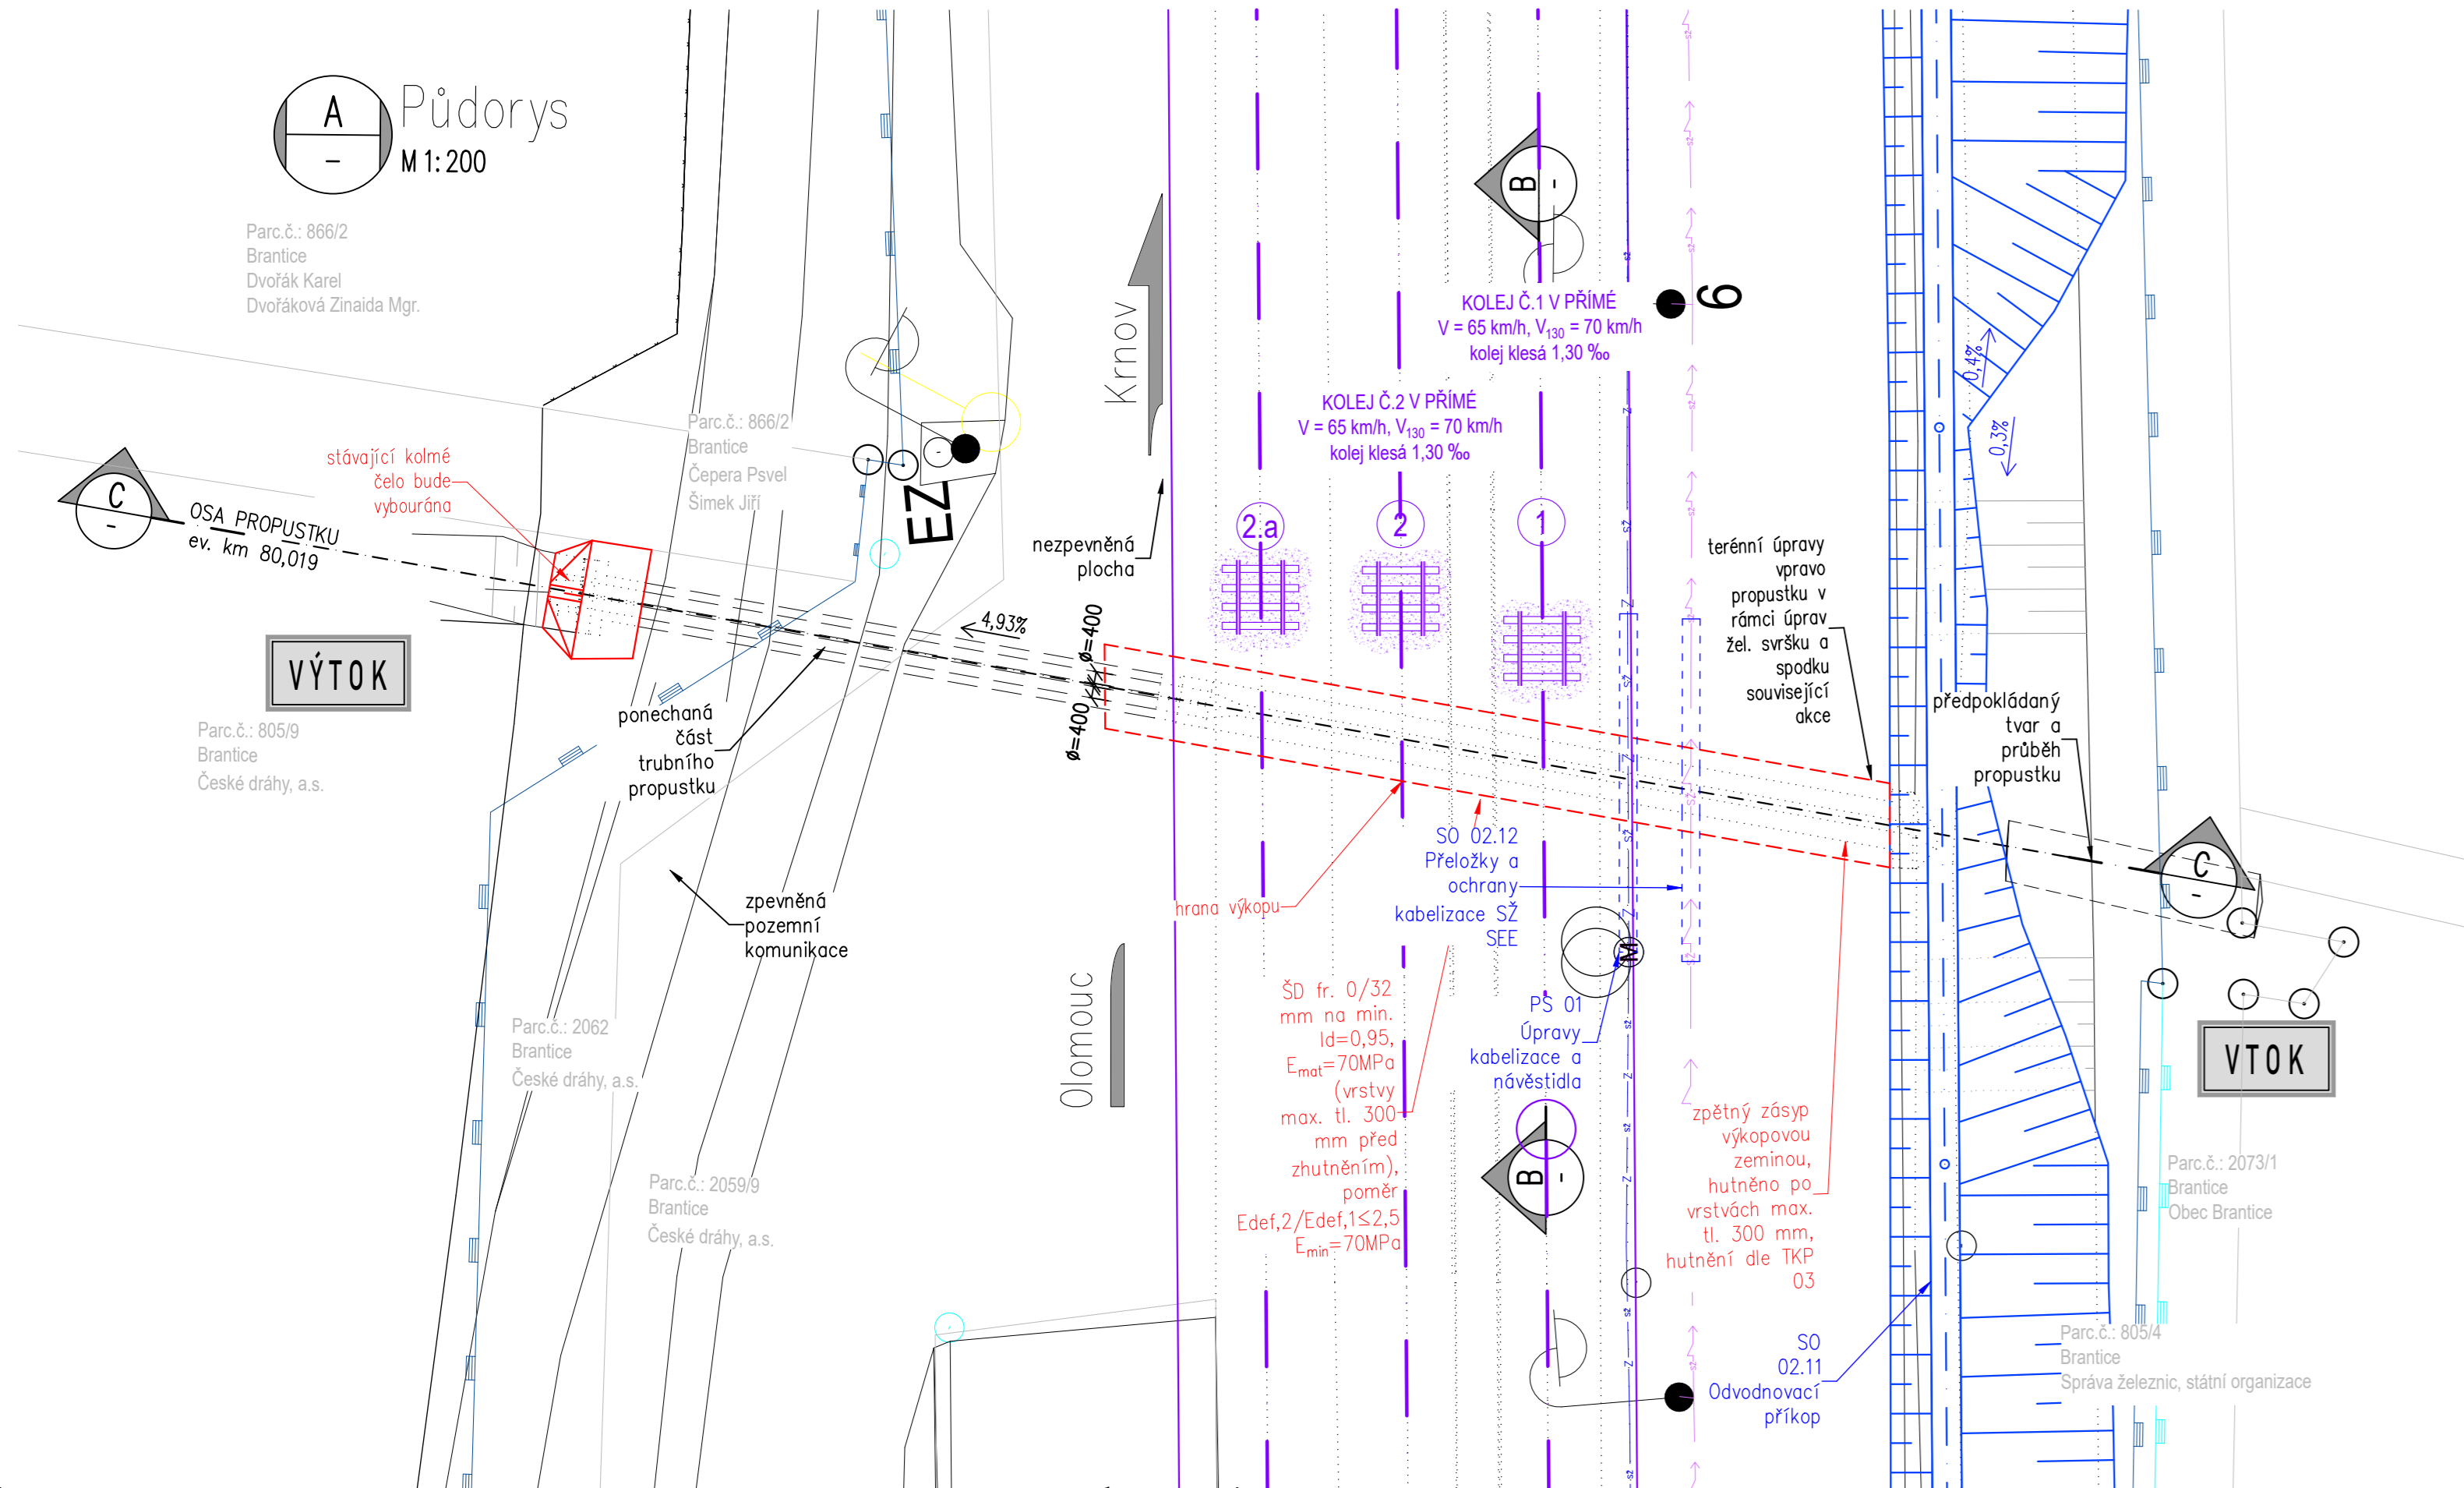 A
-
Půdorys
M 1:200
Parc.č.: 866/2
Brantice
Dvořák Karel
Dvořáková Zinaida Mgr.
stávající kolmé
čelo bude
vybourána
C
-
OSA PROPUSTKU
ev. km 80,019
VÝTOK
Parc.č.: 805/9
Brantice
České dráhy, a.s.
Parc.č.: 866/2
Brantice
Čepera Psvel
Šimek Jiří
EZ
ponechaná
část
trubního
propustku
zpevněná
pozemní
komunikace
Parc.č.: 2062
Brantice
České dráhy, a.s.
Parc.č.: 2059/9
Brantice
České dráhy, a.s.
Krnov
nezpevněná
plocha
4,93%
ø=400
ø=400
Olomouc
B
-
KOLEJ Č.1 V PŘÍMÉ
V = 65 km/h, V130 = 70 km/h
kolej klesá 1,30 ‰
6
KOLEJ Č.2 V PŘÍMÉ
V = 65 km/h, V130 = 70 km/h
kolej klesá 1,30 ‰
2.a
2
1
hrana výkopu
SO 02.12
Přeložky a
ochrany
kabelizace SŽ
SEE
M
ŠD fr. 0/32
mm na min.
Id=0,95,
Emat=70MPa
(vrstvy
max. tl. 300
mm před
zhutněním),
poměr
Edef,2/Edef,1≤2,5
Emin=70MPa
PS 01
Úpravy
kabelizace a
návěstidla
B
-
terénní úpravy
vpravo
propustku v
rámci úprav
žel. svršku a
spodku
související
akce
0,4%
0,3%
předpokládaný
tvar a
průběh
propustku
C
-
VTOK
zpětný zásyp
výkopovou
zeminou,
hutněno po
vrstvách max.
tl. 300 mm,
hutnění dle TKP
03
SO
02.11
Odvodnovací
příkop
Parc.č.: 2073/1
Brantice
Obec Brantice
Parc.č.: 805/4
Brantice
Správa železnic, státní organizace